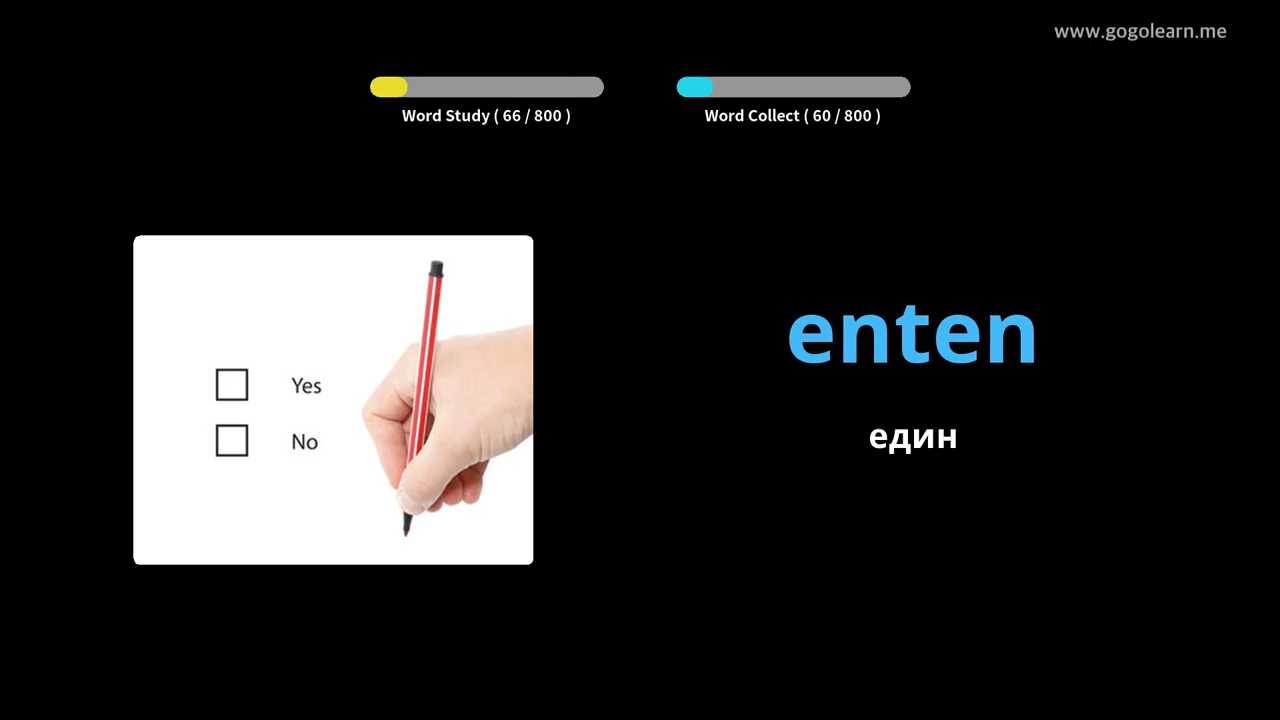 www.gogolearn.me
Word Study ( 66 / 800 )
Word Collect ( 60 / 800 )
Yes
No
enten
един